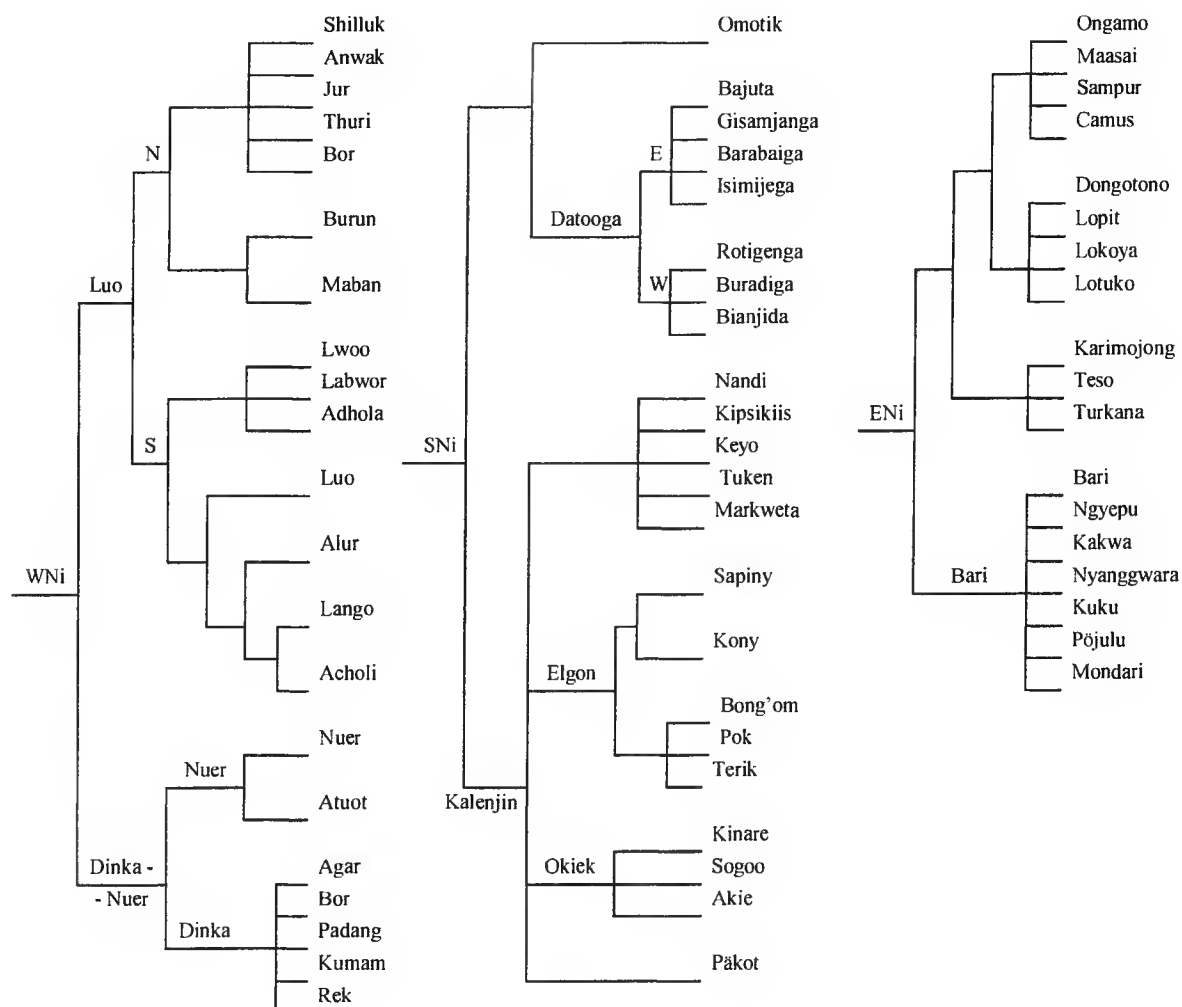 Shilluk
Anwak
Jur
Thuri
N
Bor
Burun
Luo
Maban
Lwoo
Labwor
Adhola
S
Luo
Alur
WNi
Lango
Acholi
Nuer
Nuer
Atuot
Dinka -
- Nuer
Agar
Bor
Dinka
Padang
Kumam
Rek
Omotik
Bajuta
Gisamjanga
E
Barabaiga
Isimijega
Datooga
Rotigenga
W
Buradiga
Bianjida
Nandi
Kipsikiis
SNi
Keyo
Tuken
Markweta
Sapiny
Kony
Elgon
Bong'om
Pok
Terik
Kalenjin
Kinare
Okiek
Sogoo
Akie
Päkot
Ongamo
Maasai
Sampur
Camus
Dongotono
Lopit
Lokoya
Lotuko
Karimojong
Teso
ENi
Turkana
Bari
Ngyepu
Kakwa
Bari
Nyanggwara
Kuku
Pöjulu
Mondari